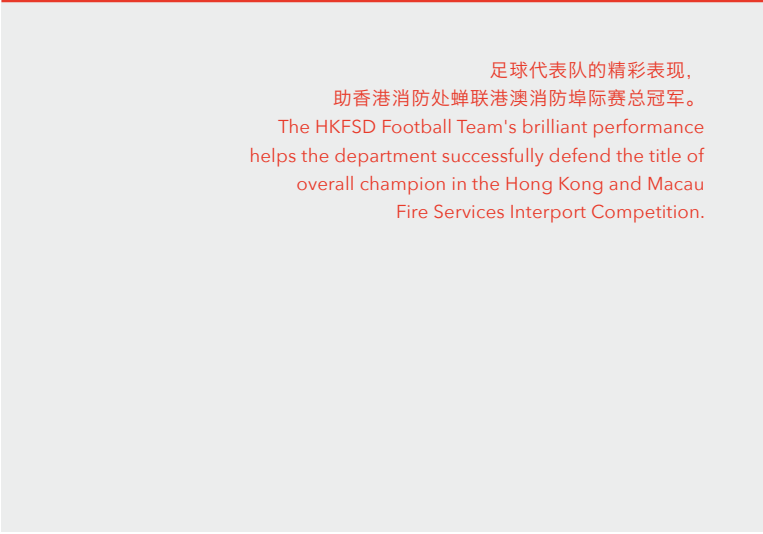 足球代表队的精彩表现，
助香港消防处蝉联港澳消防埠际赛总冠军。
The HKFSD Football Team's brilliant performance
helps the department successfully defend the title of
overall champion in the Hong Kong and Macau
Fire Services Interport Competition.